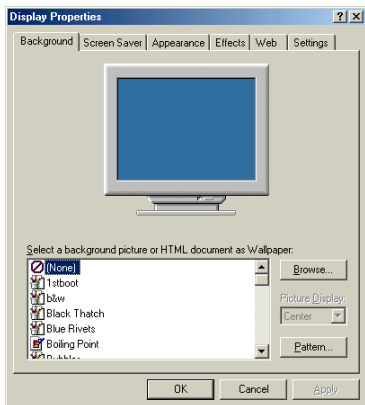 Display Properties
Background Screen Saver Appearance Effects Web Settings
Select a background picture or HTML document as Wallpaper:
(None)
1stboot
b&w
Black Thatch
Blue Rivets
Boiling Point
Browse...
Picture Display:
Center
Pattern...
OK Cancel Apply